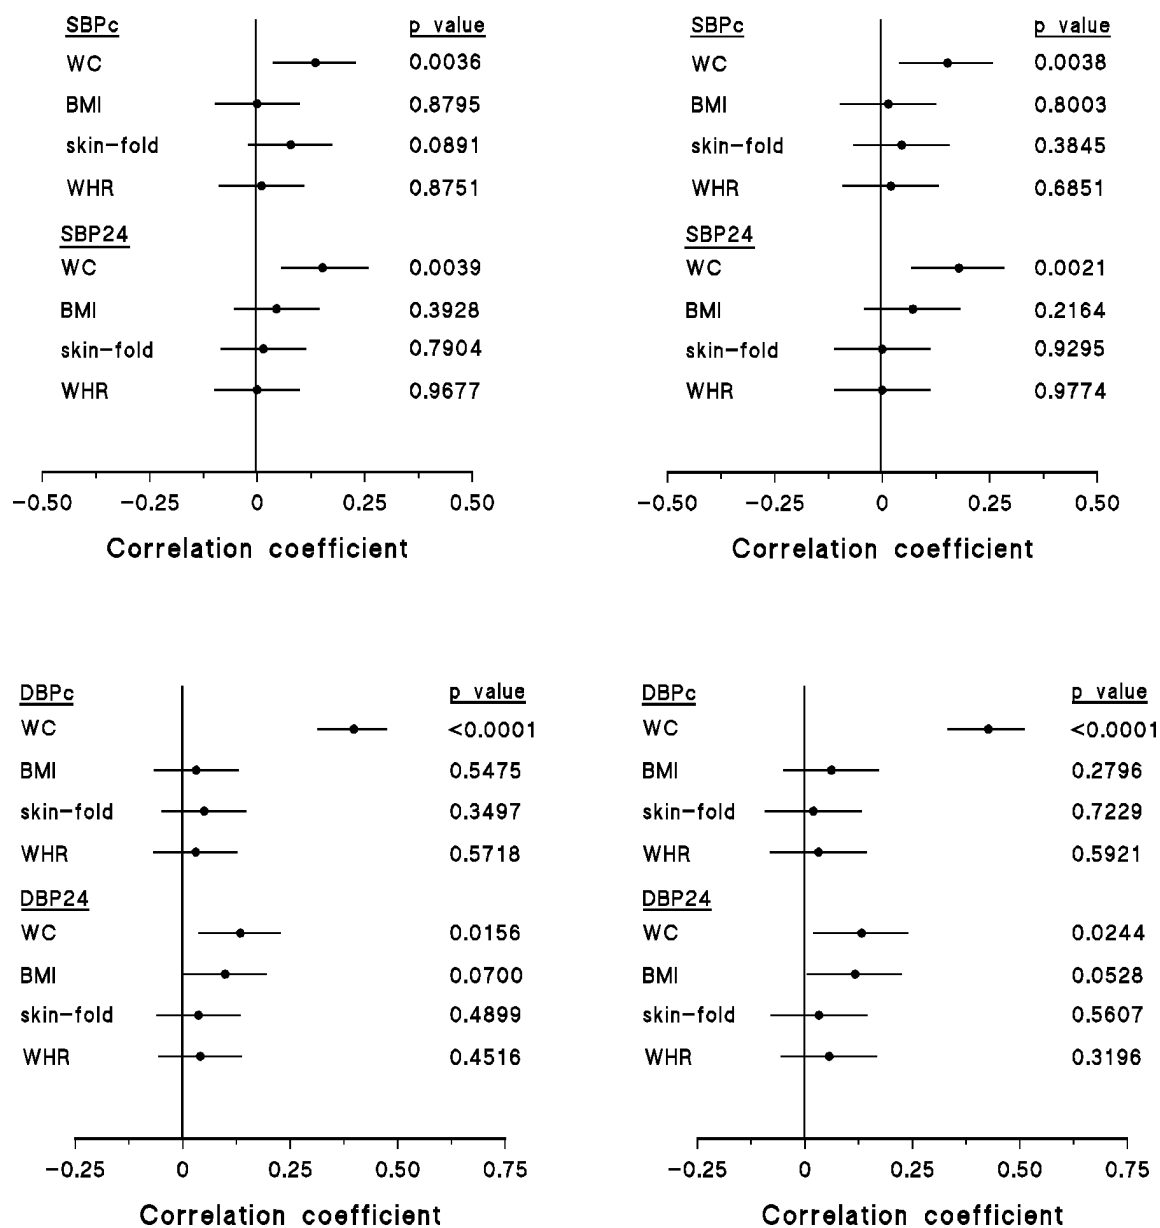 SBPc p value
WC 0.0036
BMI 0.8795
skin-fold 0.0891
WHR 0.8751
SBP24
WC 0.0039
BMI 0.3928
skin-fold 0.7904
WHR 0.9677
-0.50 -0.25 0 0.25 0.50
Correlation coefficient
SBPc p value
WC 0.0038
BMI 0.8003
skin-fold 0.3845
WHR 0.6851
SBP24
WC 0.0021
BMI 0.2164
skin-fold 0.9295
WHR 0.9774
-0.50 -0.25 0 0.25 0.50
Correlation coefficient
DBPc p value
WC <0.0001
BMI 0.5475
skin-fold 0.3497
WHR 0.5718
DBP24
WC 0.0156
BMI 0.0700
skin-fold 0.4899
WHR 0.4516
-0.25 0 0.25 0.50 0.75
Correlation coefficient
DBPc p value
WC <0.0001
BMI 0.2796
skin-fold 0.7229
WHR 0.5921
DBP24
WC 0.0244
BMI 0.0528
skin-fold 0.5607
WHR 0.3196
-0.25 0 0.25 0.50 0.75
Correlation coefficient